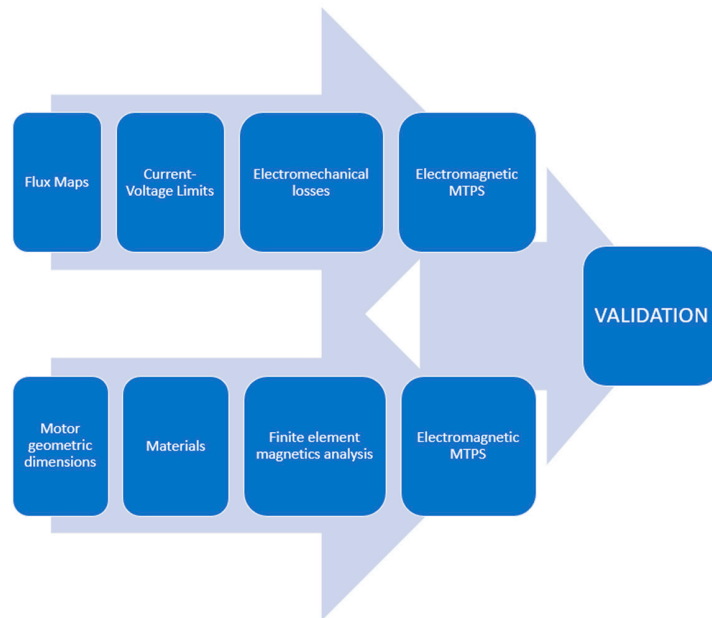 Flux Maps
Current-
Voltage Limits
Electromechanical
losses
Electromagnetic
MTPS
VALIDATION
Motor
geometric
dimensions
Materials
Finite element
magnetics analysis
Electromagnetic
MTPS